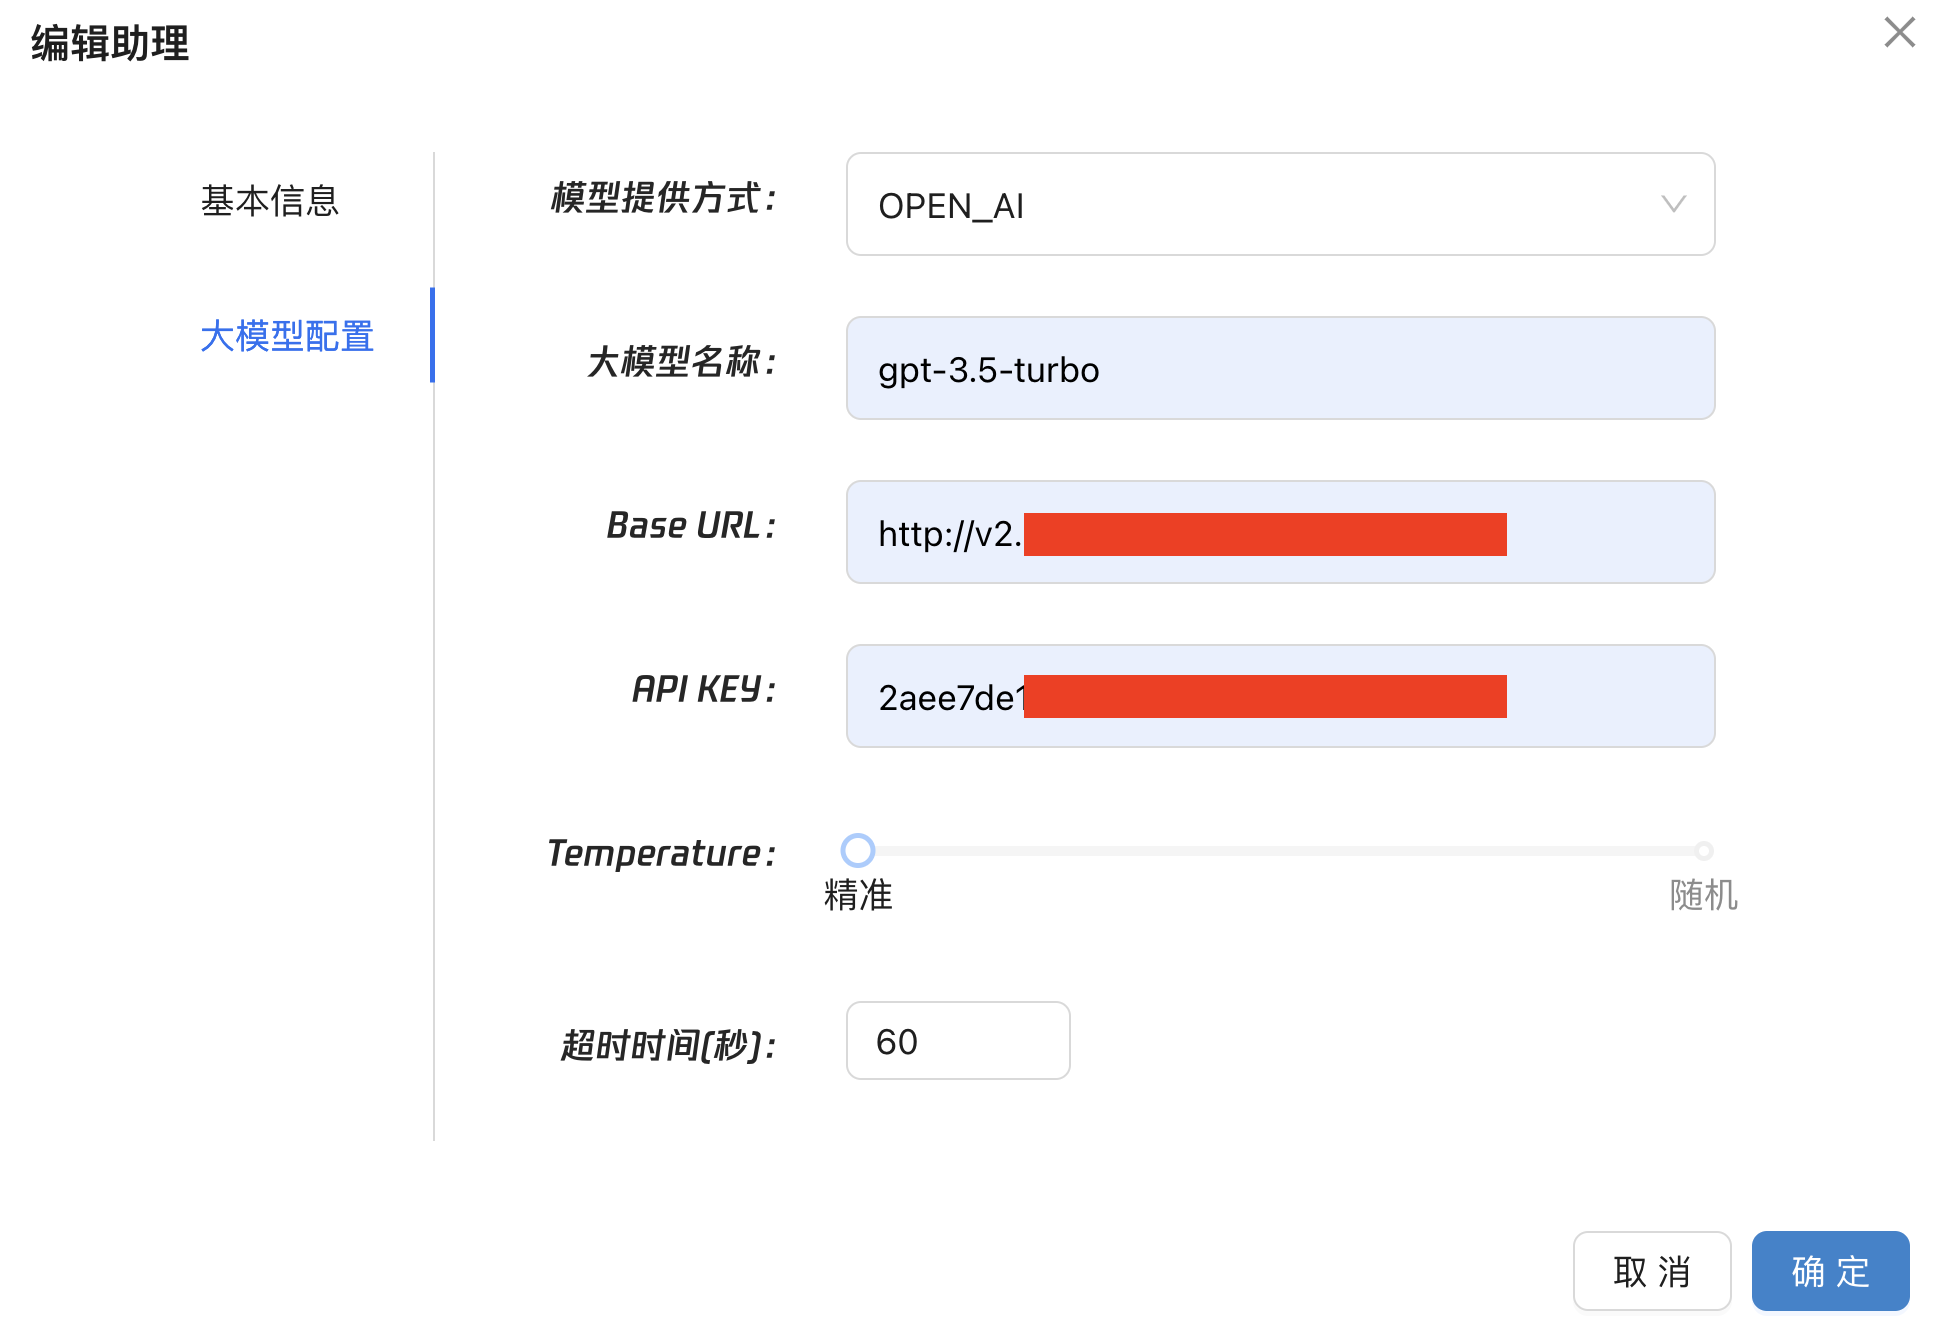 编辑助理
基本信息
大模型配置
模型提供方式:
OPEN_AI
大模型名称:
gpt-3.5-turbo
Base URL:
http://v2.
API KEY:
2aee7de1
Temperature:
精准
随机
超时时间(秒):
60
取 消
确 定